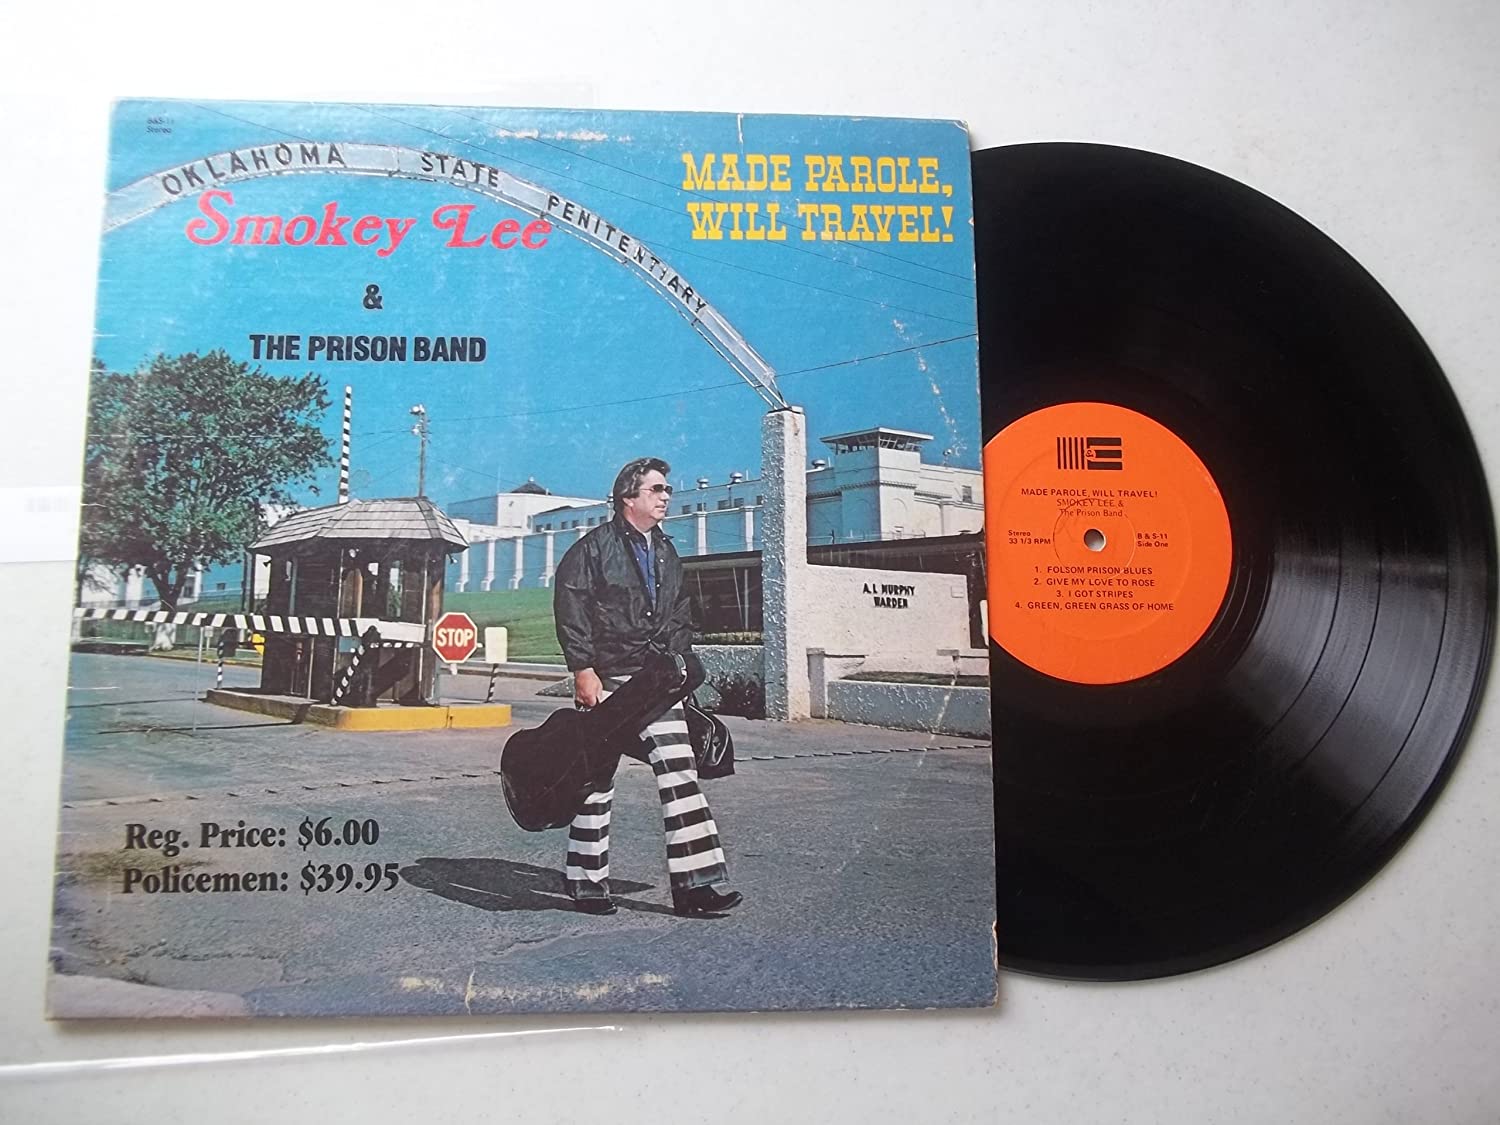 B&S-11
Stereo
OKLAHOMA STATE PENITENTIARY
MADE PAROLE,
WILL TRAVEL!
Smokey Lee
&
THE PRISON BAND
STOP
A.L MURPHY
WARDEN
Reg. Price: $6.00
Policemen: $39.95
MADE PAROLE, WILL TRAVEL!
SMOKEY LEE &
The Prison Band
Stereo
33 1/3 RPM
B & S-11
Side One
1. FOLSOM PRISON BLUES
2. GIVE MY LOVE TO ROSE
3. I GOT STRIPES
4. GREEN, GREEN GRASS OF HOME